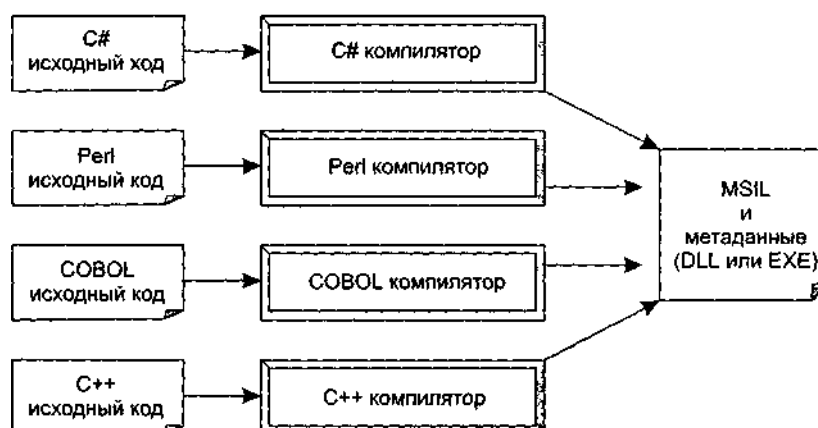 C#
исходный ход
C# компилятор
Perl
исходный код
Perl компилятор
MSIL
и
метаданные
(DLL или EXE)
COBOL
исходный код
COBOL компилятор
C++
исходный код
C++ компилятор